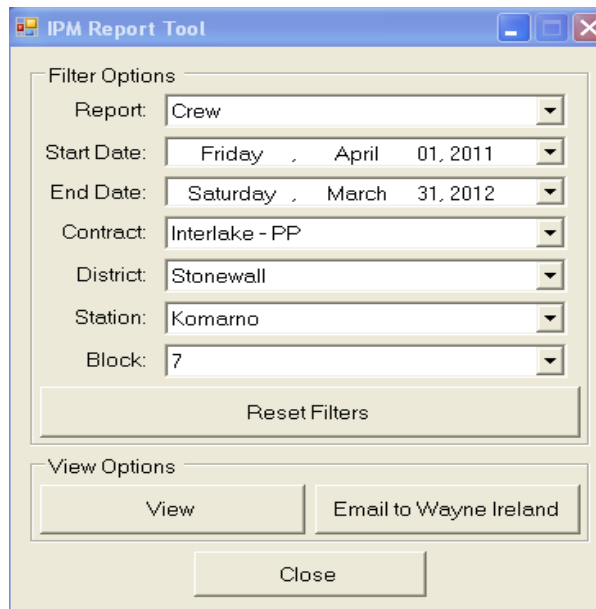 IPM Report Tool
Filter Options
Report: Crew
Start Date: Friday , April 01, 2011
End Date: Saturday , March 31, 2012
Contract: Interlake - PP
District: Stonewall
Station: Komarno
Block: 7
Reset Filters
View Options
View Email to Wayne Ireland
Close